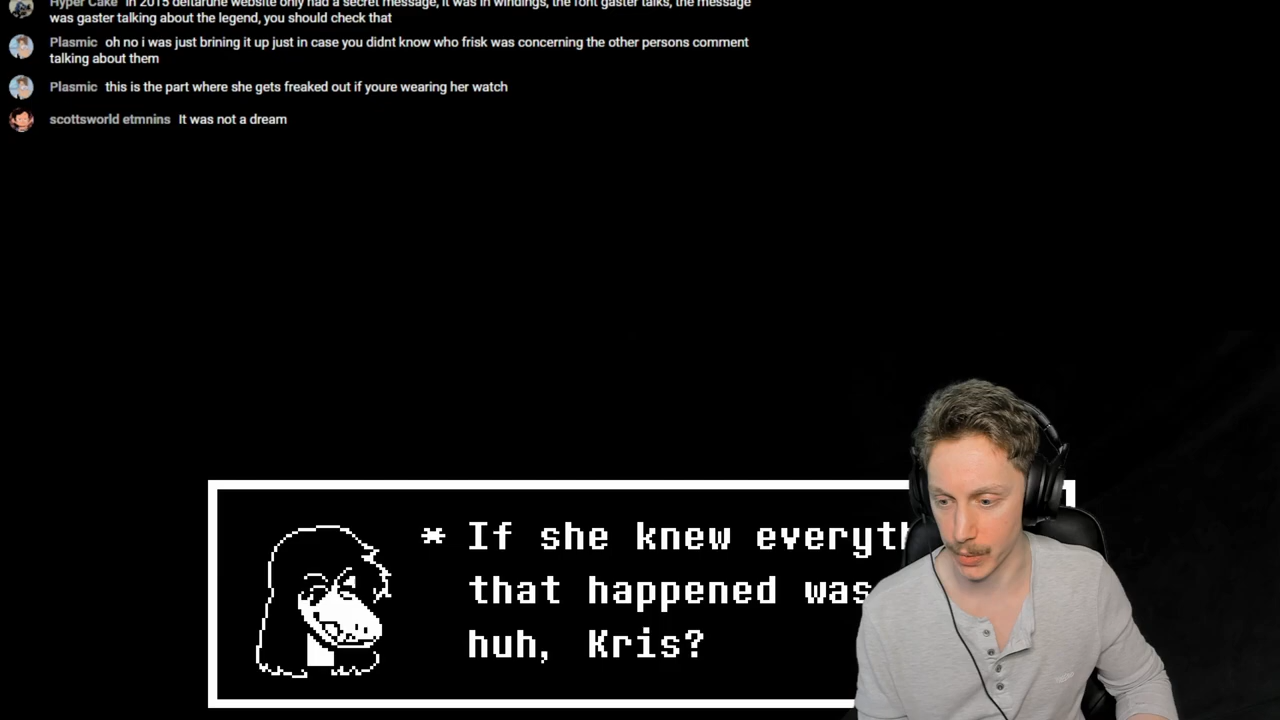 Hyper Cake In 2015 deltarune website only had a secret message, it was in windings, the font gaster talks, the message
was gaster talking about the legend, you should check that
Plasmic oh no i was just brining it up just in case you didnt know who frisk was concerning the other persons comment
talking about them
Plasmic this is the part where she gets freaked out if youre wearing her watch
scottsworld etmnins It was not a dream
* If she knew everyth
that happened was
huh, Kris?